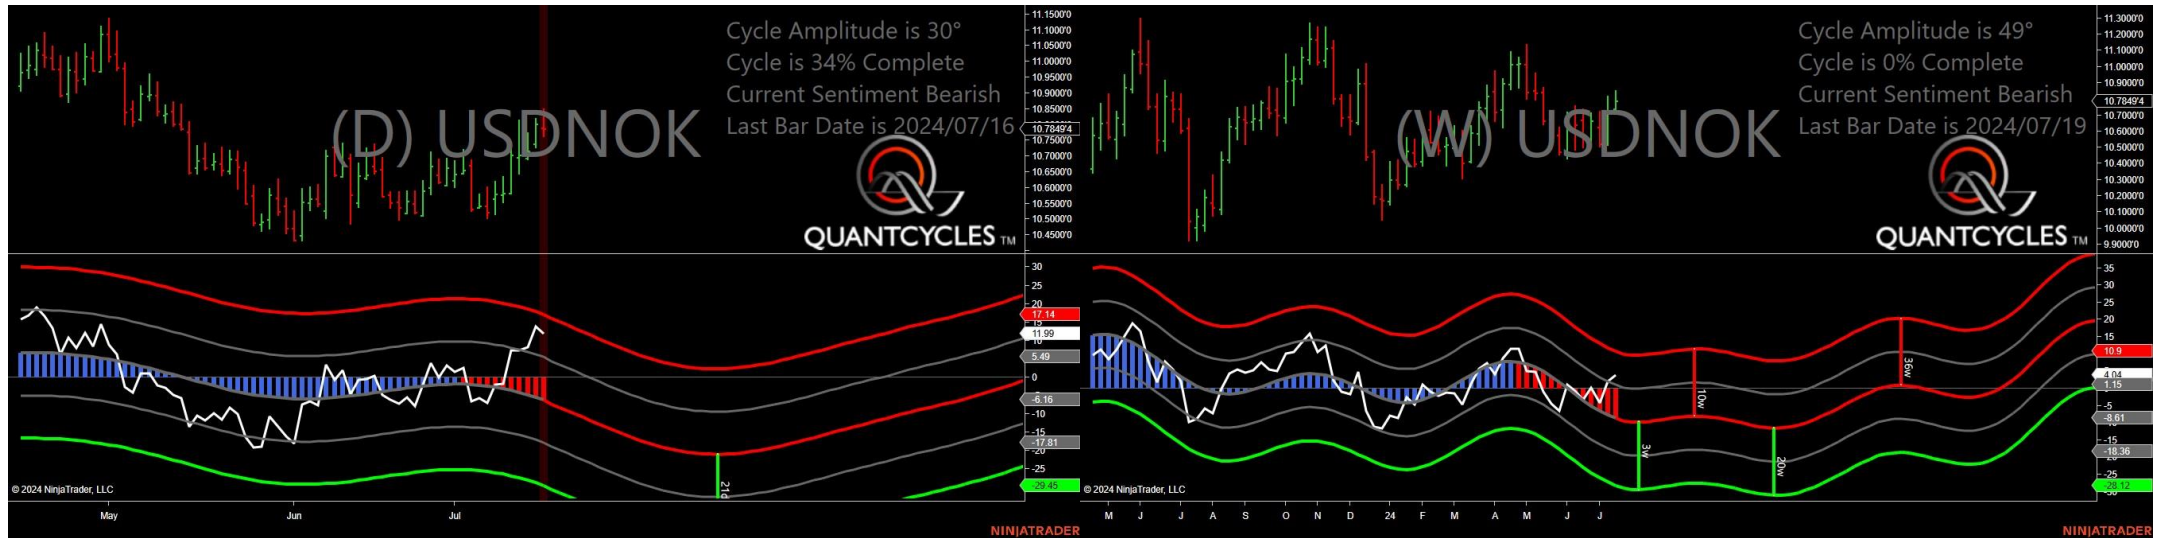 Cycle Amplitude is 30°
Cycle is 34% Complete
Current Sentiment Bearish
Last Bar Date is 2024/07/16
(D) USDNOK
QUANTCYCLES TM
11.1500'0
11.1000'0
11.0500'0
11.0000'0
10.9500'0
10.9000'0
10.8500'0
10.7849'4
10.7500'0
10.7000'0
10.6500'0
10.6000'0
10.5500'0
10.5000'0
10.4500'0
30
25
20
17.14
15
11.99
10
5.49
0
-6.16
-10
-15
-17.81
-20
-25
-29.45
21d
© 2024 NinjaTrader, LLC
May
Jun
Jul
NINJATRADER
Cycle Amplitude is 49°
Cycle is 0% Complete
Current Sentiment Bearish
Last Bar Date is 2024/07/19
(W) USDNOK
QUANTCYCLES TM
11.3000'0
11.2000'0
11.1000'0
11.0000'0
10.9000'0
10.7849'4
10.7000'0
10.6000'0
10.5000'0
10.4000'0
10.3000'0
10.2000'0
10.1000'0
10.0000'0
9.9000'0
35
30
25
20
15
10.9
4.04
1.15
-5
-8.61
-15
-18.36
-25
-28.12
3w
10w
20w
36w
© 2024 NinjaTrader, LLC
M J J A S O N D 24 F M A M J J
NINJATRADER